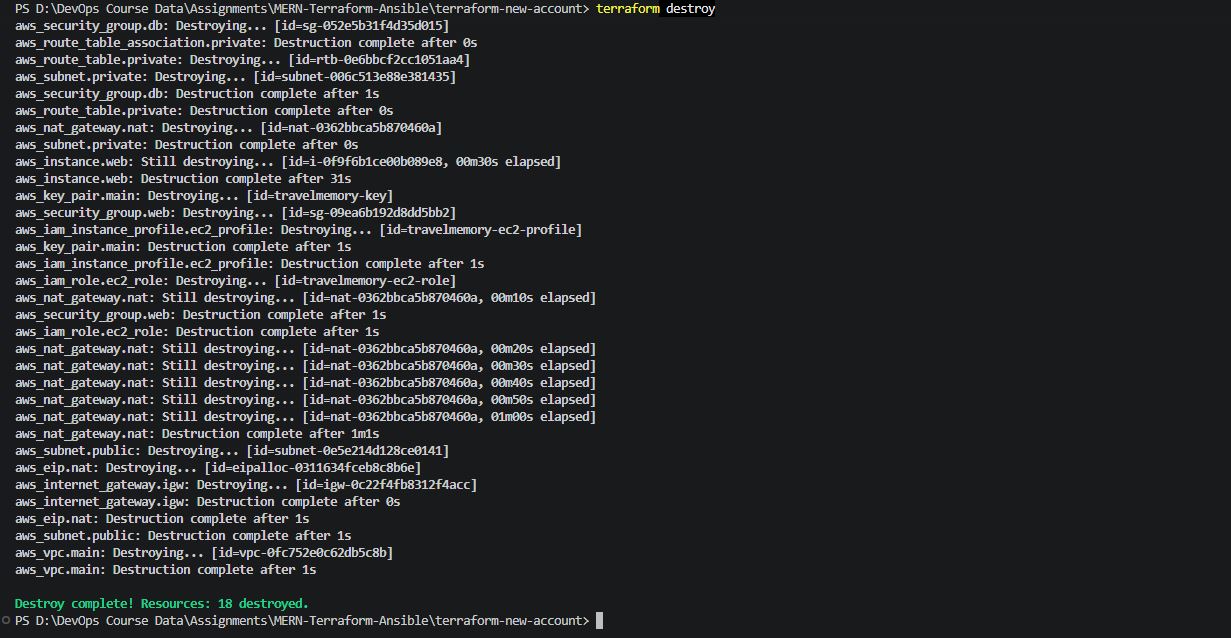 PS D:\DevOps Course Data\Assignments\MERN-Terraform-Ansible\terraform-new-account> terraform destroy
aws_security_group.db: Destroying... [id=sg-052e5b31f4d35d015]
aws_route_table_association.private: Destruction complete after 0s
aws_route_table.private: Destroying... [id=rtb-0e6bbcf2cc1051aa4]
aws_subnet.private: Destroying... [id=subnet-006c513e88e381435]
aws_security_group.db: Destruction complete after 1s
aws_route_table.private: Destruction complete after 0s
aws_nat_gateway.nat: Destroying... [id=nat-0362bbca5b870460a]
aws_subnet.private: Destruction complete after 0s
aws_instance.web: Still destroying... [id=i-0f9f6b1ce00b089e8, 00m30s elapsed]
aws_instance.web: Destruction complete after 31s
aws_key_pair.main: Destroying... [id=travelmemory-key]
aws_security_group.web: Destroying... [id=sg-09ea6b192d8dd5bb2]
aws_iam_instance_profile.ec2_profile: Destroying... [id=travelmemory-ec2-profile]
aws_key_pair.main: Destruction complete after 1s
aws_iam_instance_profile.ec2_profile: Destruction complete after 1s
aws_iam_role.ec2_role: Destroying... [id=travelmemory-ec2-role]
aws_nat_gateway.nat: Still destroying... [id=nat-0362bbca5b870460a, 00m10s elapsed]
aws_security_group.web: Destruction complete after 1s
aws_iam_role.ec2_role: Destruction complete after 1s
aws_nat_gateway.nat: Still destroying... [id=nat-0362bbca5b870460a, 00m20s elapsed]
aws_nat_gateway.nat: Still destroying... [id=nat-0362bbca5b870460a, 00m30s elapsed]
aws_nat_gateway.nat: Still destroying... [id=nat-0362bbca5b870460a, 00m40s elapsed]
aws_nat_gateway.nat: Still destroying... [id=nat-0362bbca5b870460a, 00m50s elapsed]
aws_nat_gateway.nat: Still destroying... [id=nat-0362bbca5b870460a, 01m00s elapsed]
aws_nat_gateway.nat: Destruction complete after 1m1s
aws_subnet.public: Destroying... [id=subnet-0e5e214d128ce0141]
aws_eip.nat: Destroying... [id=eipalloc-0311634fceb8c8b6e]
aws_internet_gateway.igw: Destroying... [id=igw-0c22f4fb8312f4acc]
aws_internet_gateway.igw: Destruction complete after 0s
aws_eip.nat: Destruction complete after 1s
aws_subnet.public: Destruction complete after 1s
aws_vpc.main: Destroying... [id=vpc-0fc752e0c62db5c8b]
aws_vpc.main: Destruction complete after 1s
Destroy complete! Resources: 18 destroyed.
PS D:\DevOps Course Data\Assignments\MERN-Terraform-Ansible\terraform-new-account>